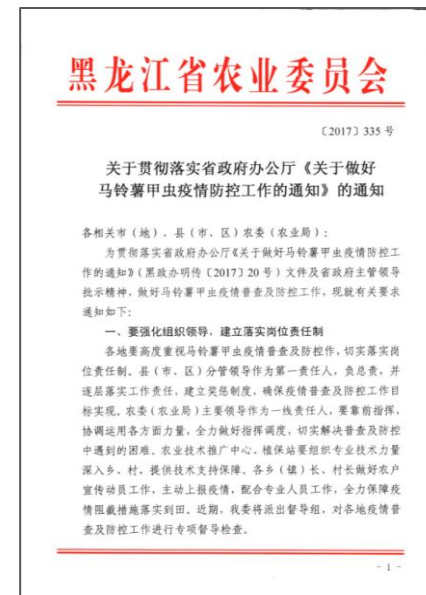 黑龙江省农业委员会
〔2017〕335 号
关于贯彻落实省政府办公厅《关于做好
马铃薯甲虫疫情防控工作的通知》的通知
各相关市（地）、县（市、区）农委（农业局）：
为贯彻落实省政府办公厅《关于做好马铃薯甲虫疫情防控工
作的通知》（黑政办明传〔2017〕20 号）文件及省政府主管领导
批示精神，做好马铃薯甲虫疫情普查及防控工作，现就有关要求
通知如下：
一、要强化组织领导，建立落实岗位责任制
各地要高度重视马铃薯甲虫疫情普查及防控作，切实落实岗
位责任制。县（市、区）分管领导作为第一责任人，负总责，并
逐层落实工作责任，建立奖惩制度，确保疫情普查及防控工作目
标实现。农委（农业局）主要领导作为一线责任人，要靠前指挥，
协调运用各方面力量，全力做好指挥调度，切实解决普查及防控
中遇到的困难。农业技术推广中心、植保站要组织专业技术力量
深入乡、村，提供技术支持保障。各乡（镇）长、村长做好农户
宣传动员工作，主动上报疫情，配合专业人员工作，全力保障疫
情阻截措施落实到田。近期，我委将派出督导组，对各地疫情普
查及防控工作进行专项督导检查。
- 1 -